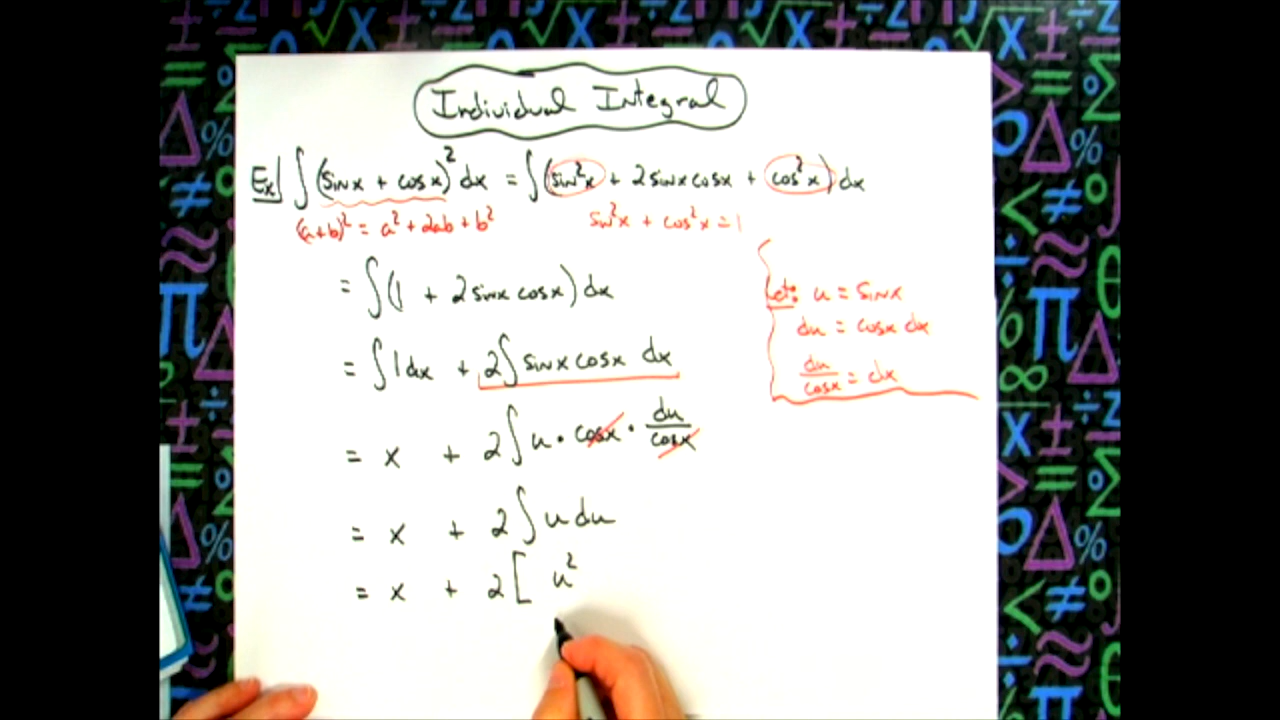 Individual Integral
Ex| ∫(sinx + cosx)² dx = ∫(sin²x + 2sinxcosx + cos²x) dx
(a+b)² = a² + 2ab + b²
sin²x + cos²x = 1
= ∫(1 + 2sinx cosx) dx
= ∫1dx + 2∫sinx cosx dx
= x + 2∫u • cosx • du/cosx
= x + 2∫u du
= x + 2[ u²
Let: u = sinx
du = cosx dx
du/cosx = dx